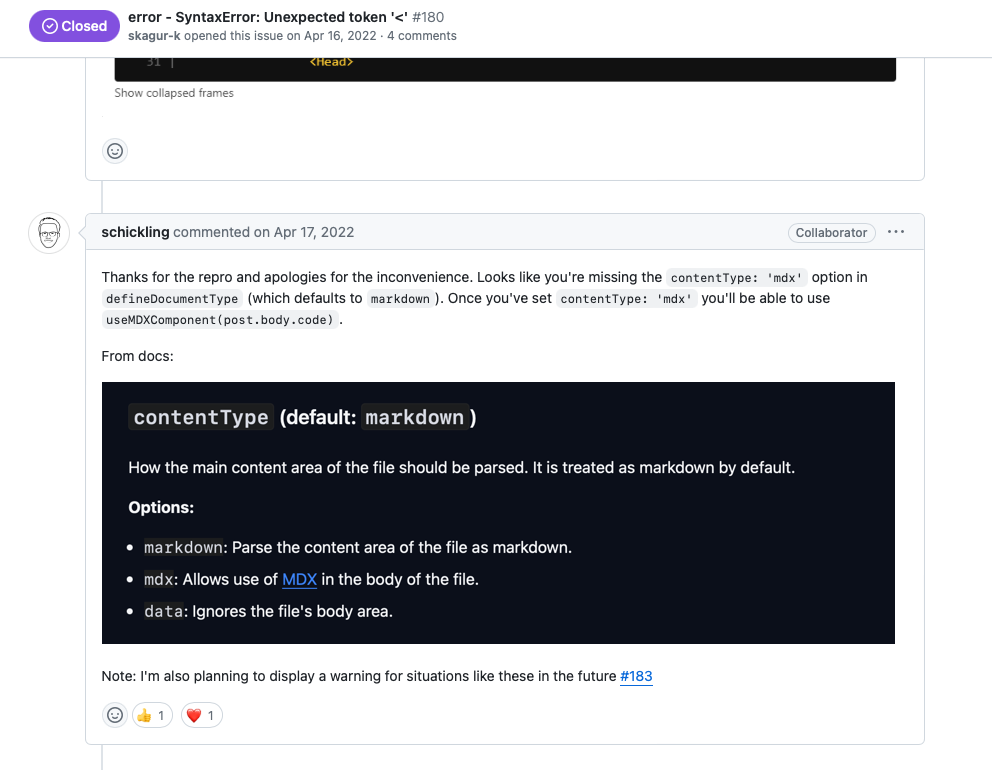 Closed
error - SyntaxError: Unexpected token '<' #180
skagur-k opened this issue on Apr 16, 2022 · 4 comments
31 | <Head>
Show collapsed frames
schickling commented on Apr 17, 2022
Collaborator
Thanks for the repro and apologies for the inconvenience. Looks like you're missing the contentType: 'mdx' option in
defineDocumentType (which defaults to markdown ). Once you've set contentType: 'mdx' you'll be able to use
useMDXComponent(post.body.code) .
From docs:
contentType (default: markdown )
How the main content area of the file should be parsed. It is treated as markdown by default.
Options:
• markdown: Parse the content area of the file as markdown.
• mdx: Allows use of MDX in the body of the file.
• data: Ignores the file's body area.
Note: I'm also planning to display a warning for situations like these in the future #183
👍 1 ❤️ 1